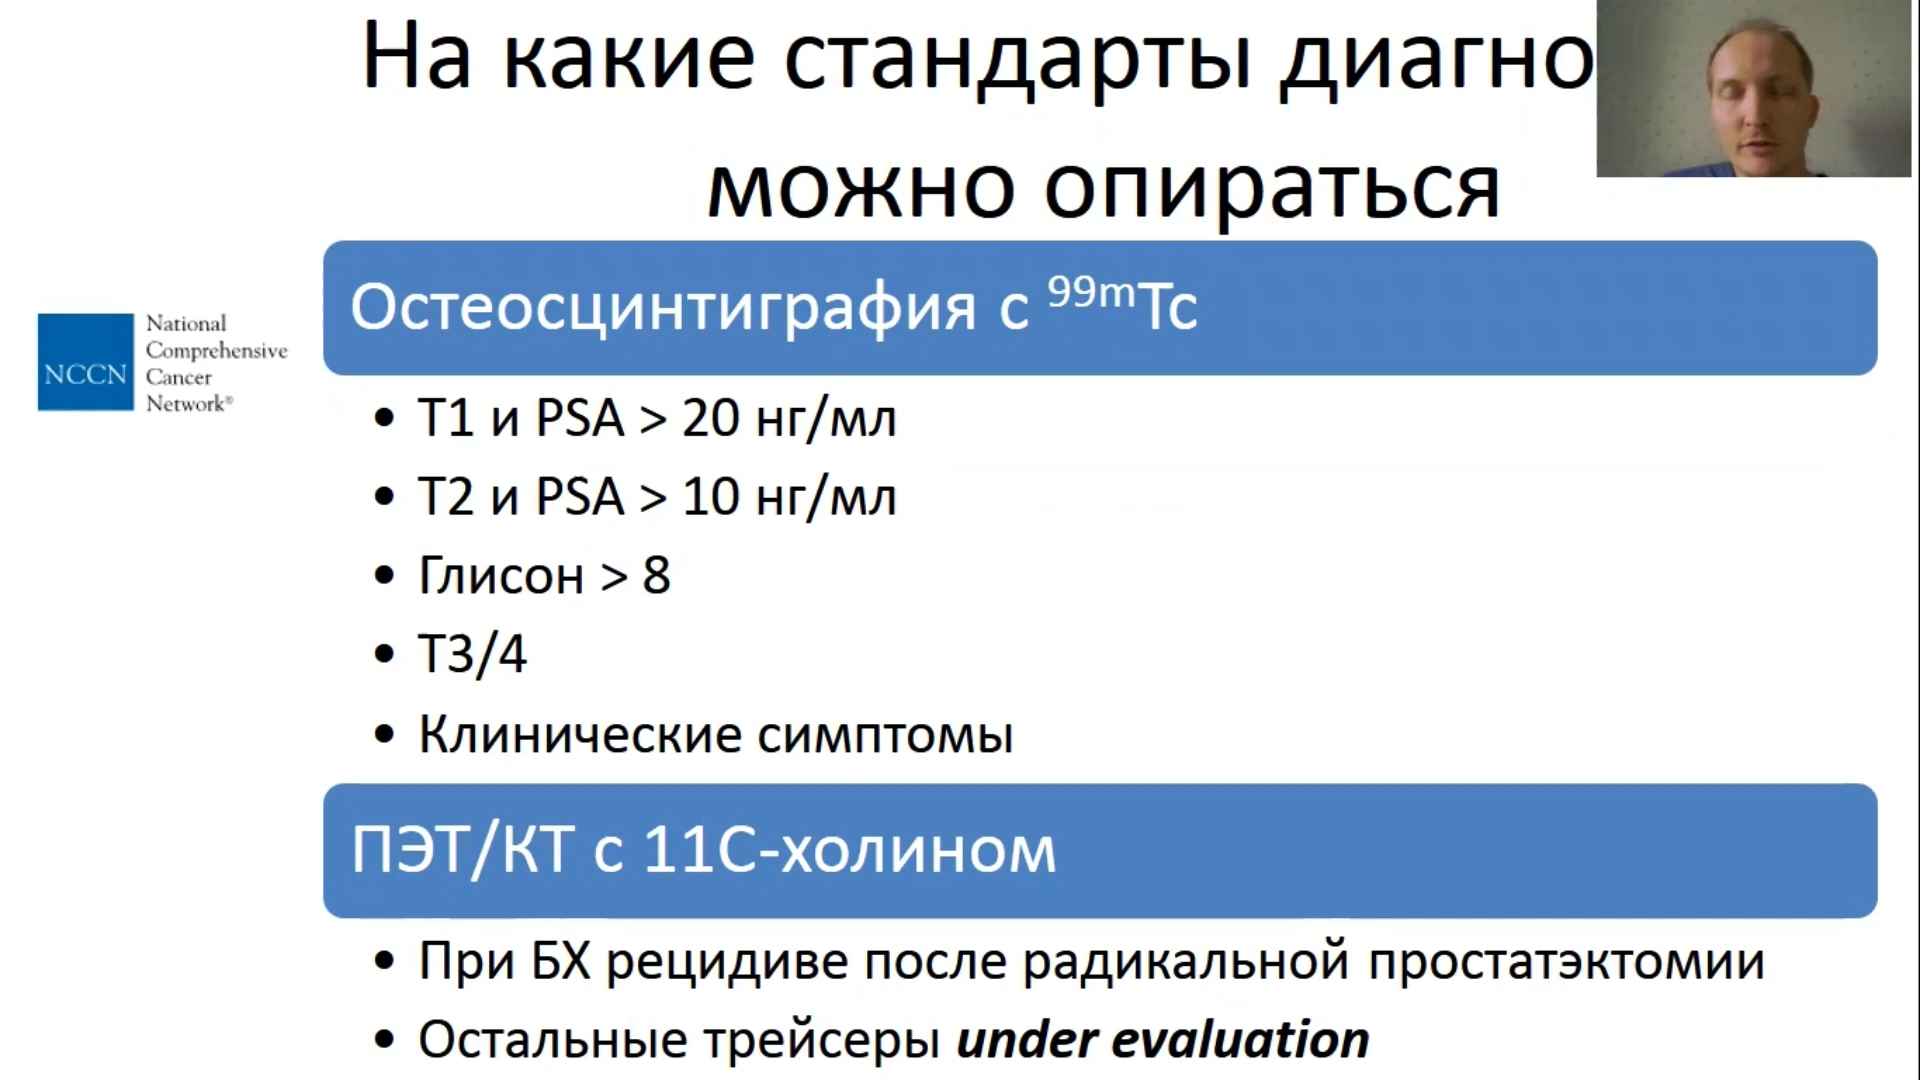 На какие стандарты диагно
можно опираться
NCCN
National
Comprehensive
Cancer
Network®
Остеосцинтиграфия с ⁹⁹ᵐTc
• T1 и PSA > 20 нг/мл
• T2 и PSA > 10 нг/мл
• Глисон > 8
• T3/4
• Клинические симптомы
ПЭТ/КТ с 11С-холином
• При БХ рецидиве после радикальной простатэктомии
• Остальные трейсеры under evaluation